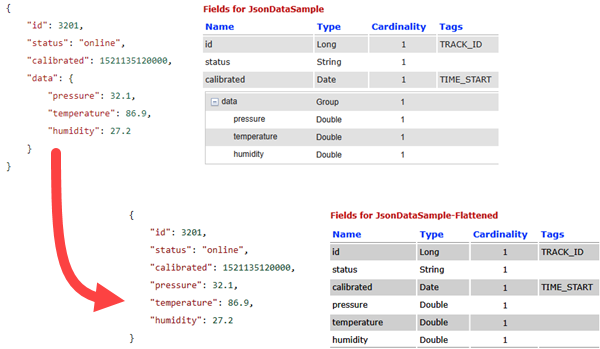 {
"id": 3201,
"status": "online",
"calibrated": 1521135120000,
"data": {
"pressure": 32.1,
"temperature": 86.9,
"humidity": 27.2
}
}
Fields for JsonDataSample
Name Type Cardinality Tags
id Long 1 TRACK_ID
status String 1
calibrated Date 1 TIME_START
data Group 1
pressure Double 1
temperature Double 1
humidity Double 1
{
"id": 3201,
"status": "online",
"calibrated": 1521135120000,
"pressure": 32.1,
"temperature": 86.9,
"humidity": 27.2
}
Fields for JsonDataSample-Flattened
Name Type Cardinality Tags
id Long 1 TRACK_ID
status String 1
calibrated Date 1 TIME_START
pressure Double 1
temperature Double 1
humidity Double 1